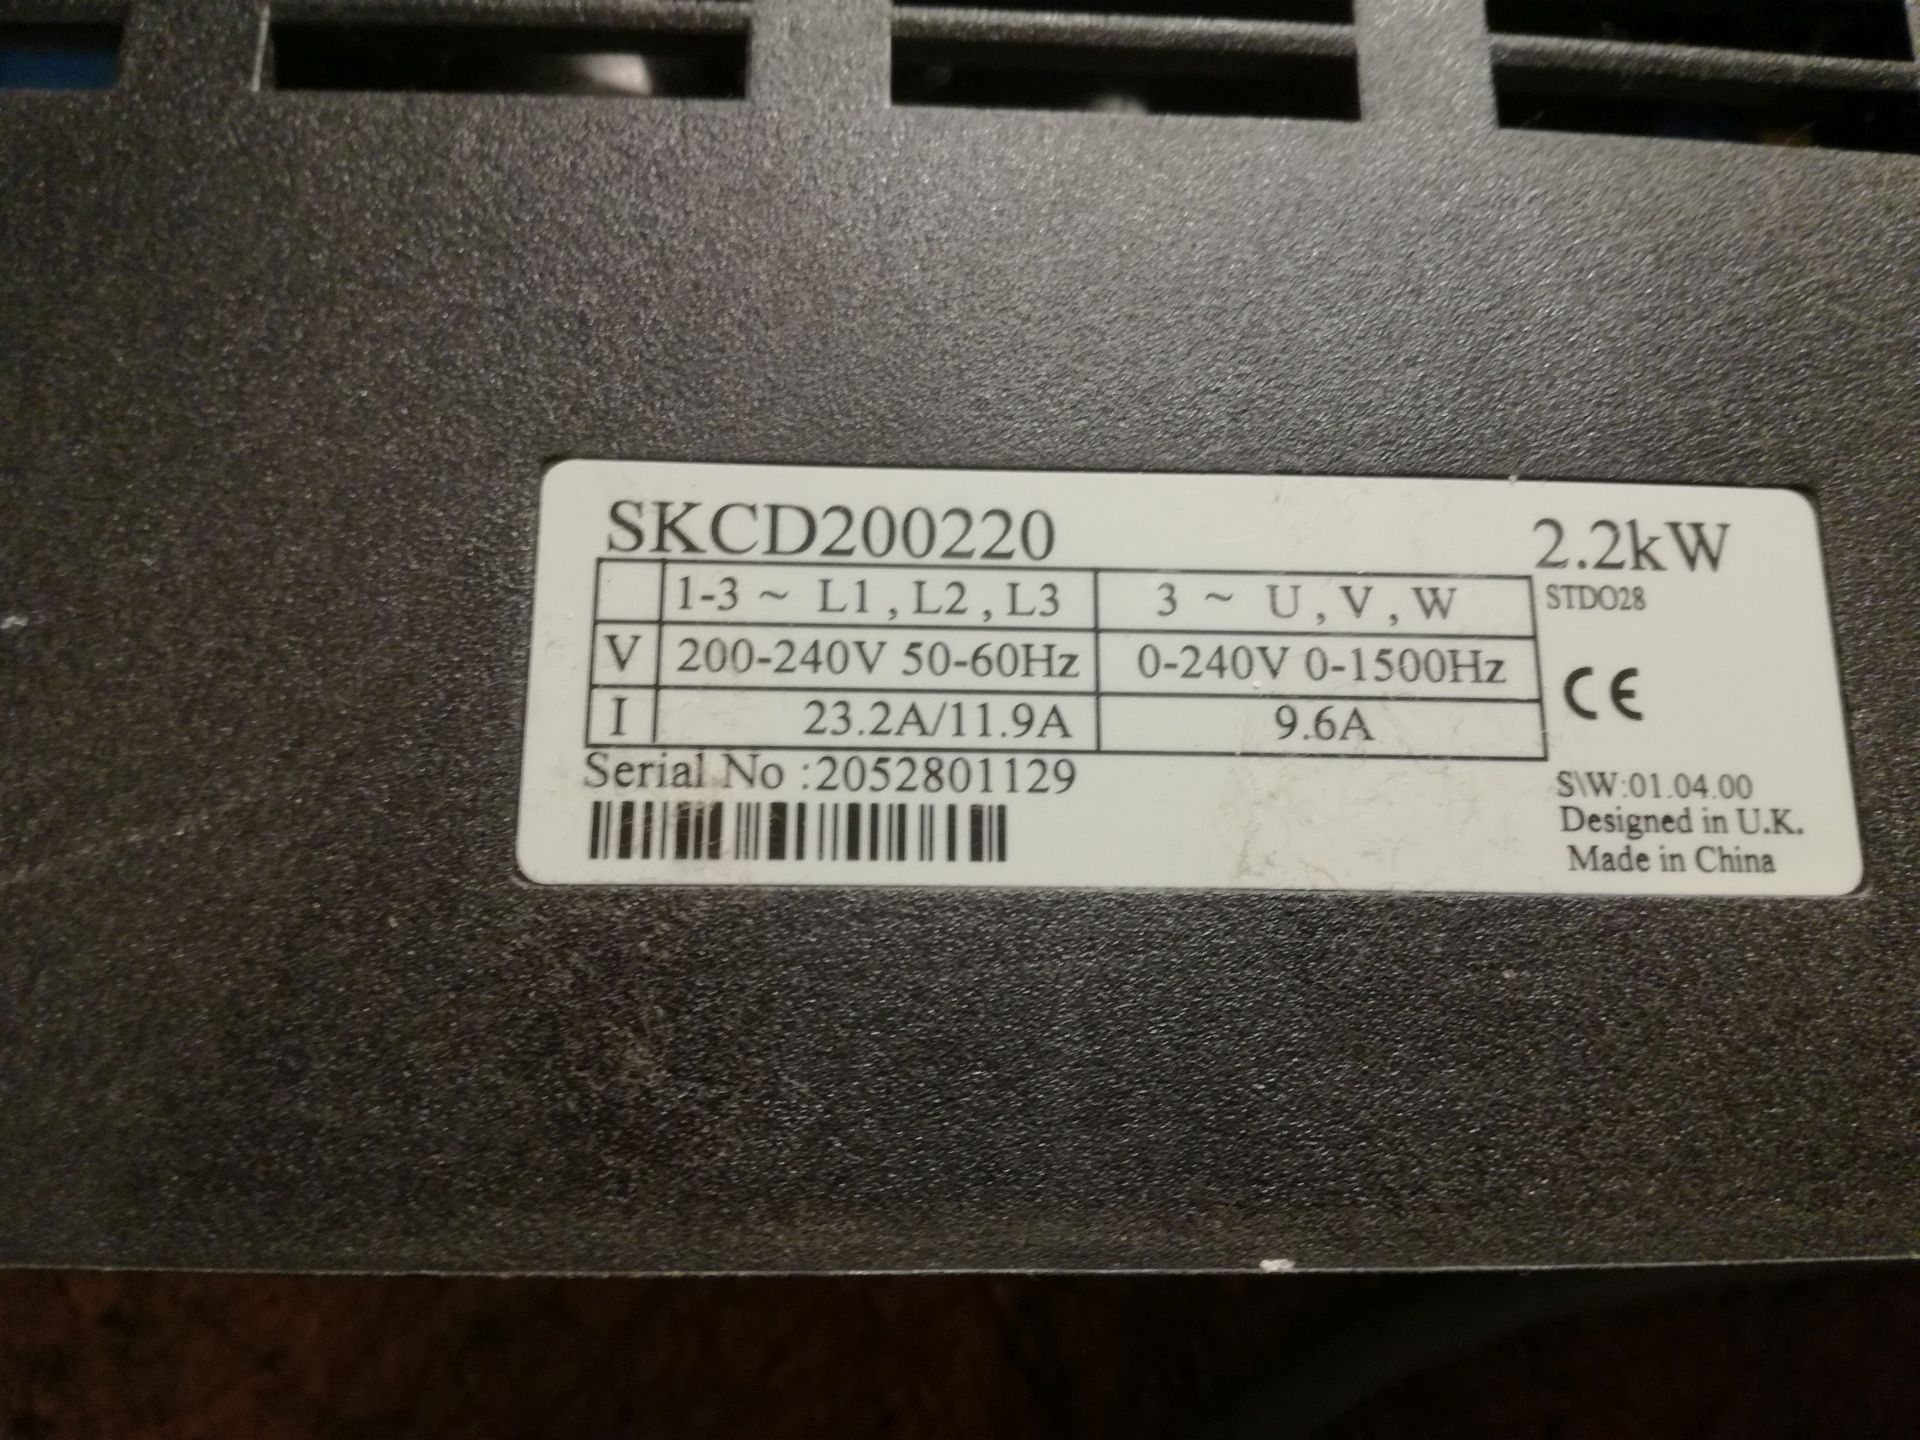 SKCD200220 2.2kW
1-3 ~ L1 , L2 , L3 3 ~ U , V , W STDO28
V 200-240V 50-60Hz 0-240V 0-1500Hz
I 23.2A/11.9A 9.6A
CE
Serial No :2052801129
S\W:01.04.00
Designed in U.K.
Made in China